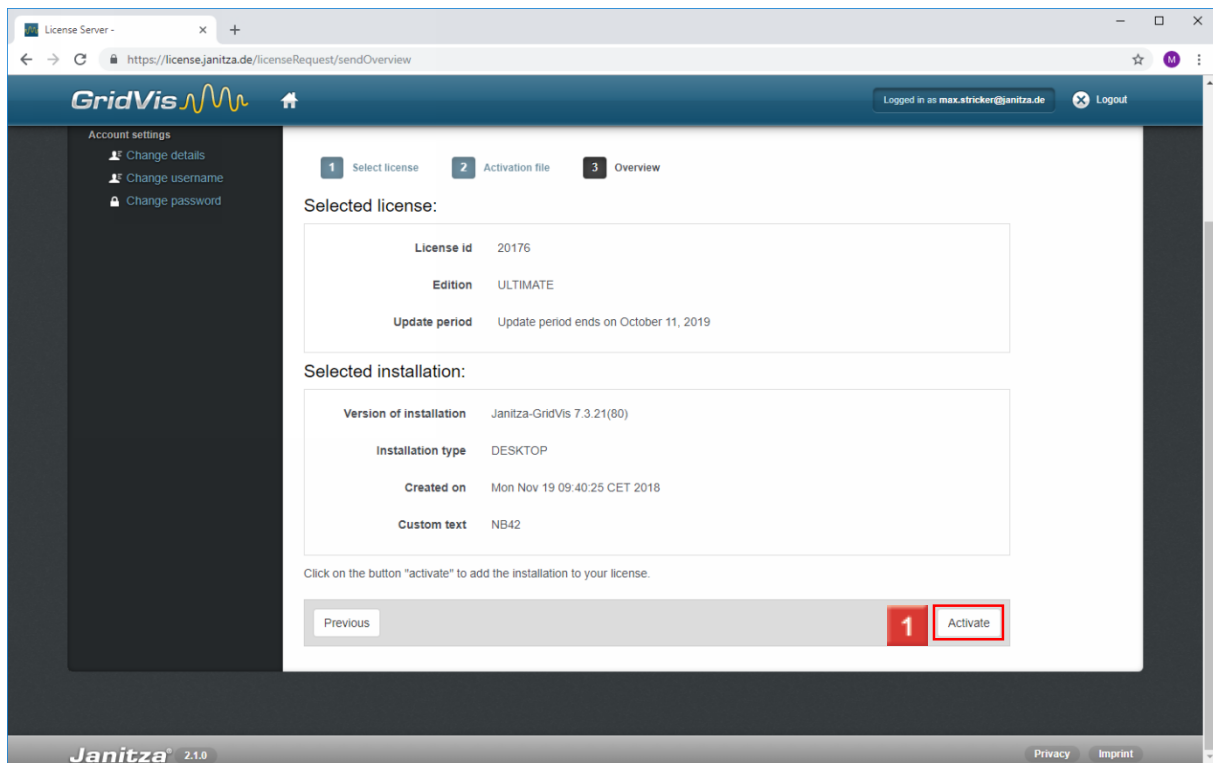 License Server -
https://license.janitza.de/licenseRequest/sendOverview
M
GridVis
Logged in as max.stricker@janitza.de
Logout
Account settings
Change details
Change username
Change password
1 Select license 2 Activation file 3 Overview
Selected license:
License id 20176
Edition ULTIMATE
Update period Update period ends on October 11, 2019
Selected installation:
Version of installation Janitza-GridVis 7.3.21(80)
Installation type DESKTOP
Created on Mon Nov 19 09:40:25 CET 2018
Custom text NB42
Click on the button "activate" to add the installation to your license.
Previous 1 Activate
Janitza® 2.1.0 Privacy Imprint